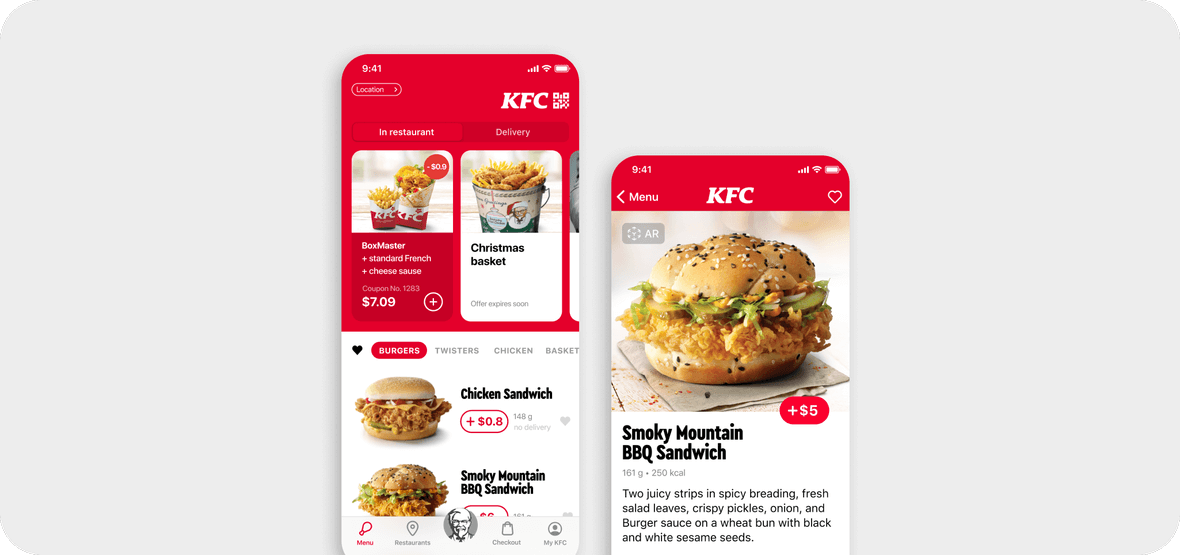 9:41
Location
KFC
In restaurant
Delivery
- $0.9
KFC
KFC
BoxMaster
+ standard French
+ cheese sause
Coupon No. 1283
$7.09
+
Christmas
basket
Offer expires soon
BURGERS
TWISTERS
CHICKEN
BASKET
Chicken Sandwich
+ $0.8
148 g
no delivery
Smoky Mountain
BBQ Sandwich
Menu
Restaurants
Checkout
My KFC
9:41
Menu
KFC
AR
+$5
Smoky Mountain
BBQ Sandwich
161 g • 250 kcal
Two juicy strips in spicy breading, fresh
salad leaves, crispy pickles, onion, and
Burger sauce on a wheat bun with black
and white sesame seeds.